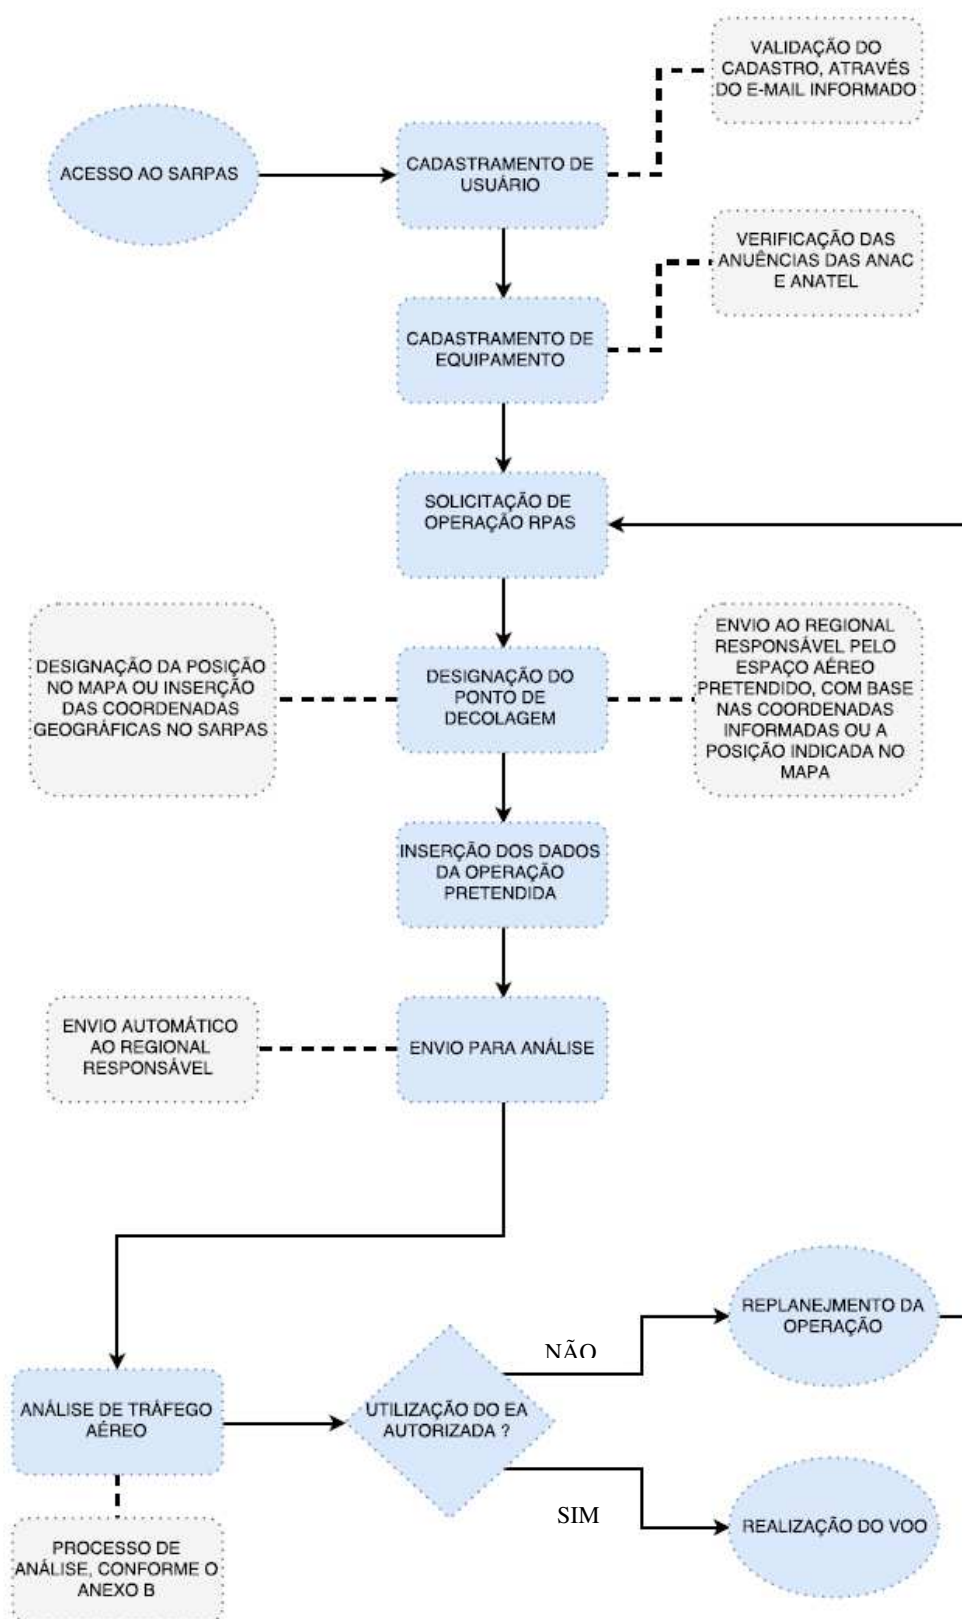 VALIDAÇÃO DO
CADASTRO, ATRAVÉS
DO E-MAIL INFORMADO
ACESSO AO SARPAS
CADASTRAMENTO DE
USUÁRIO
VERIFICAÇÃO DAS
ANUÊNCIAS DAS ANAC
E ANATEL
CADASTRAMENTO DE
EQUIPAMENTO
SOLICITAÇÃO DE
OPERAÇÃO RPAS
DESIGNAÇÃO DA POSIÇÃO
NO MAPA OU INSERÇÃO
DAS COORDENADAS
GEOGRÁFICAS NO SARPAS
DESIGNAÇÃO DO
PONTO DE
DECOLAGEM
ENVIO AO REGIONAL
RESPONSÁVEL PELO
ESPAÇO AÉREO
PRETENDIDO, COM BASE
NAS COORDENADAS
INFORMADAS OU A
POSIÇÃO INDICADA NO
MAPA
INSERÇÃO DOS DADOS
DA OPERAÇÃO
PRETENDIDA
ENVIO AUTOMÁTICO
AO REGIONAL
RESPONSÁVEL
ENVIO PARA ANÁLISE
REPLANEJMENTO DA
OPERAÇÃO
NÃO
ANÁLISE DE TRÁFEGO
AÉREO
UTILIZAÇÃO DO EA
AUTORIZADA ?
SIM
REALIZAÇÃO DO VOO
PROCESSO DE
ANÁLISE, CONFORME O
ANEXO B